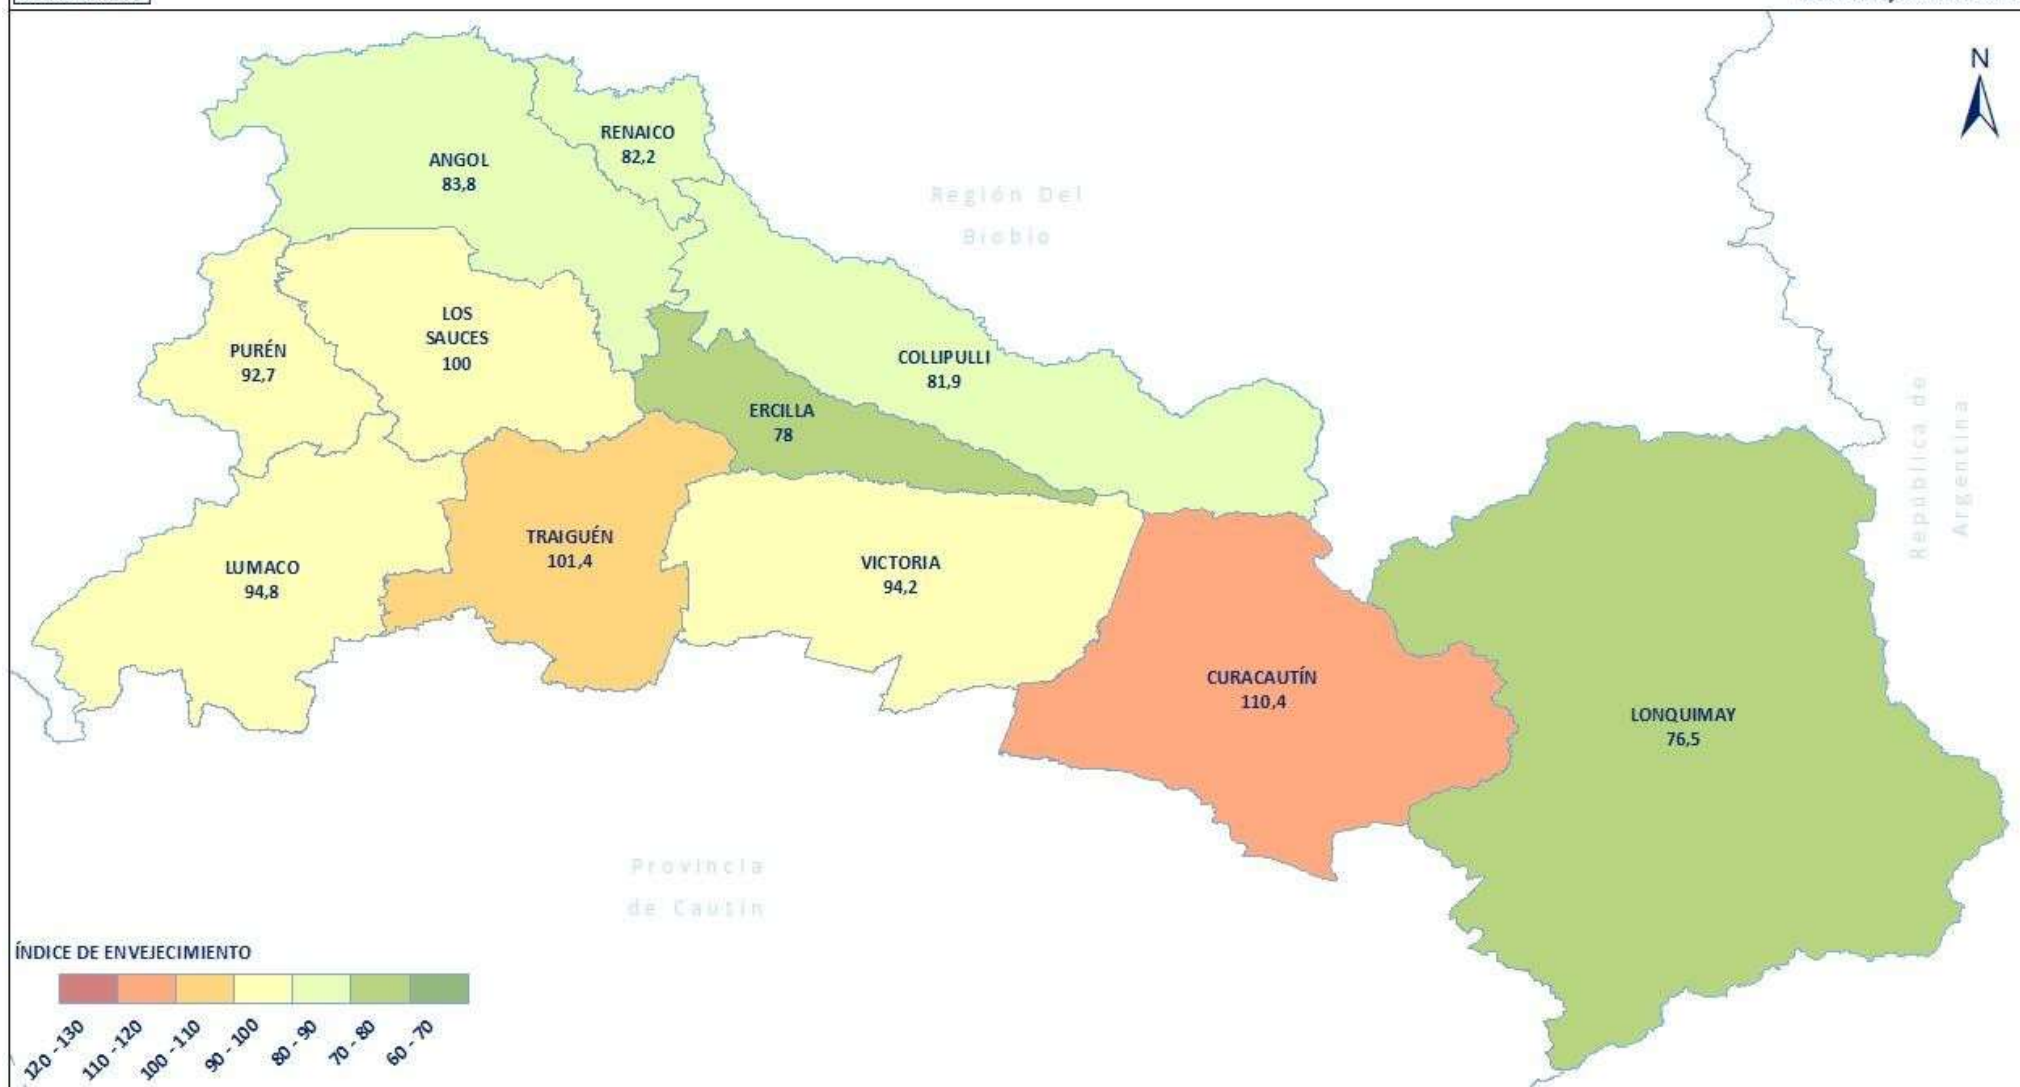 N
RENAICO
82,2
ANGOL
83,8
Región Del
Biobío
LOS
SAUCES
100
PURÉN
92,7
COLLIPULLI
81,9
ERCILLA
78
República de
Argentina
TRAIGUÉN
101,4
VICTORIA
94,2
LUMACO
94,8
CURACAUTÍN
110,4
LONQUIMAY
76,5
Provincia
de Cautín
ÍNDICE DE ENVEJECIMIENTO
120 - 130
110 - 120
100 - 110
90 - 100
80 - 90
70 - 80
60 - 70